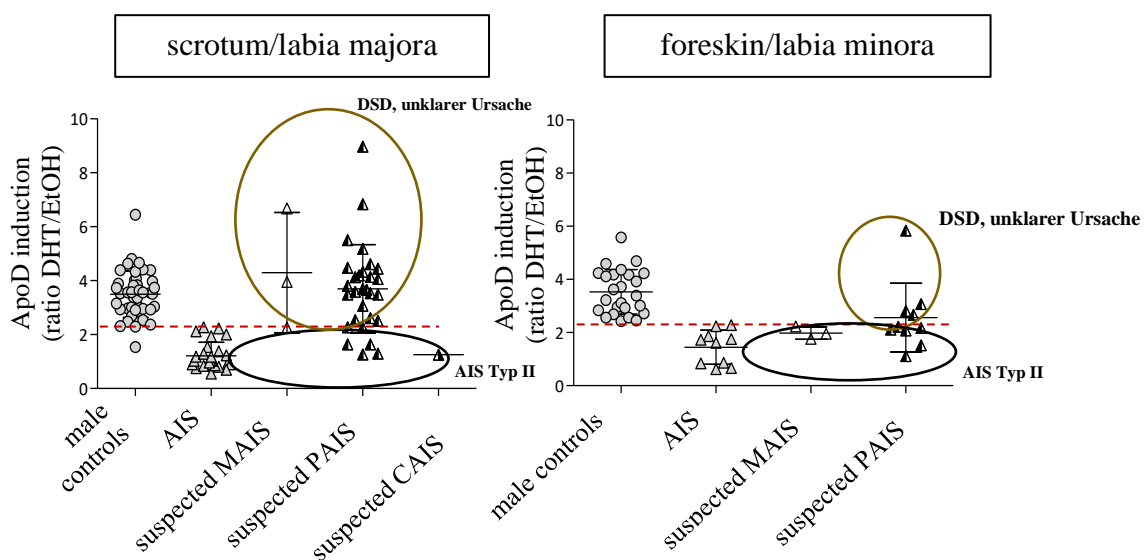 scrotum/labia majora
DSD, unklarer Ursache
10
8
6
4
2
0
ApoD induction
(ratio DHT/EtOH)
AIS Typ II
male
controls
AIS
suspected MAIS
suspected PAIS
suspected CAIS
foreskin/labia minora
10
8
6
4
2
0
ApoD induction
(ratio DHT/EtOH)
DSD, unklarer Ursache
AIS Typ II
male controls
AIS
suspected MAIS
suspected PAIS